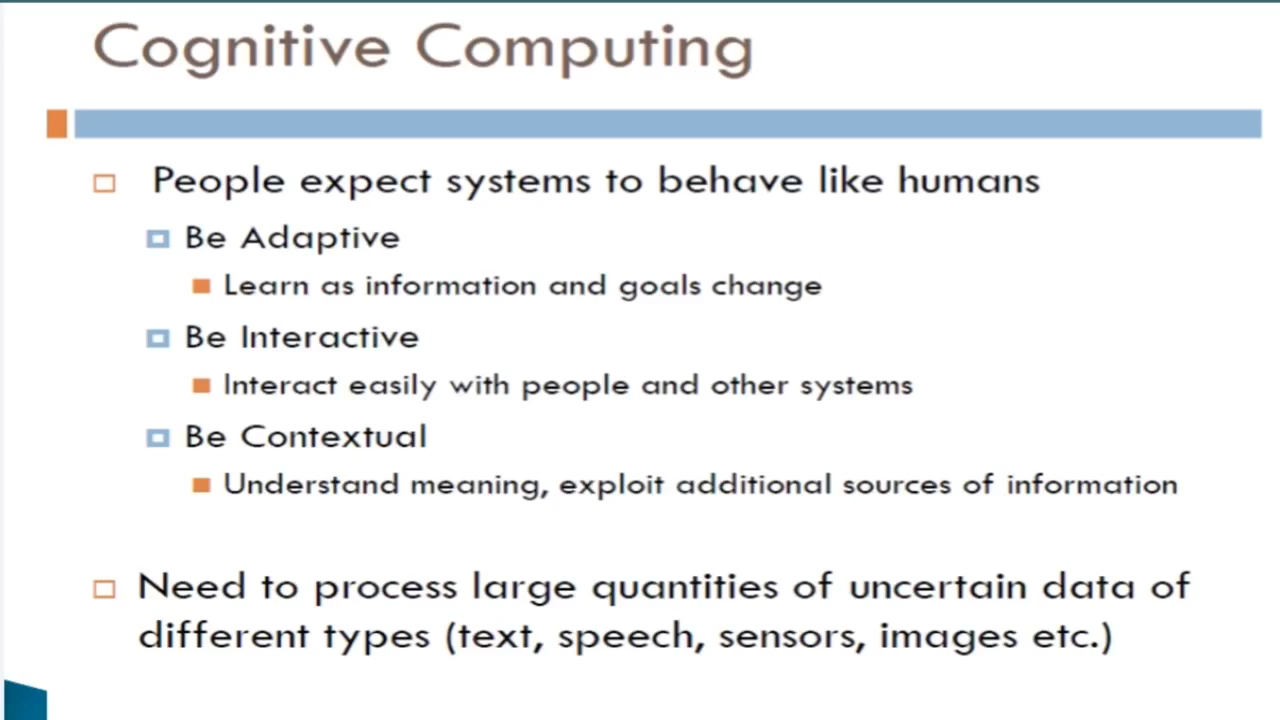 Cognitive Computing
People expect systems to behave like humans
Be Adaptive
Learn as information and goals change
Be Interactive
Interact easily with people and other systems
Be Contextual
Understand meaning, exploit additional sources of information
Need to process large quantities of uncertain data of
different types (text, speech, sensors, images etc.)